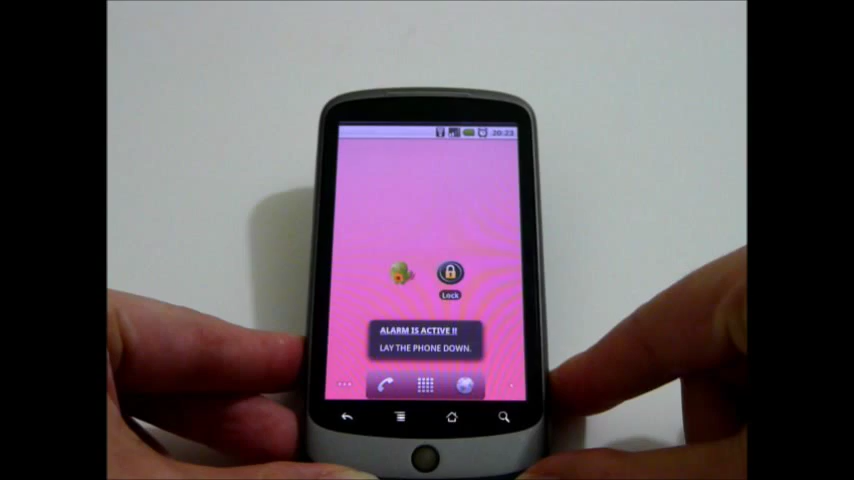 20:23
Lock
ALARM IS ACTIVE !!
LAY THE PHONE DOWN.